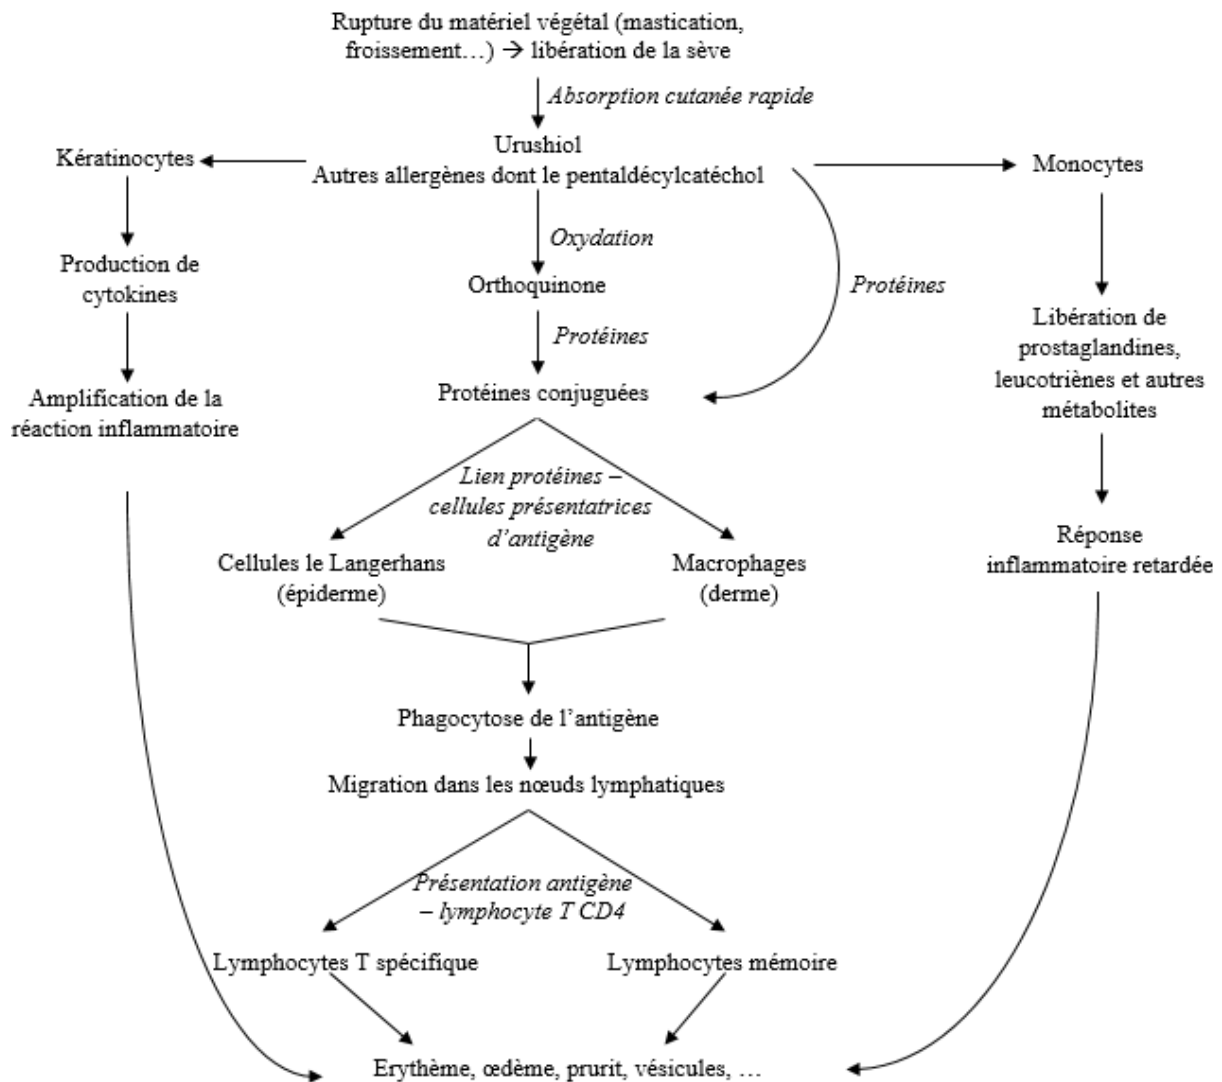 Rupture du matériel végétal (mastication,
froissement…) → libération de la sève
Absorption cutanée rapide
Kératinocytes
Urushiol
Autres allergènes dont le pentaldécylcatéchol
Monocytes
Oxydation
Production de
cytokines
Orthoquinone
Protéines
Protéines
Libération de
prostaglandines,
leucotriènes et autres
métabolites
Amplification de la
réaction inflammatoire
Protéines conjuguées
Lien protéines –
cellules présentatrices
d’antigène
Cellules le Langerhans
(épiderme)
Macrophages
(derme)
Réponse
inflammatoire retardée
Phagocytose de l’antigène
Migration dans les nœuds lymphatiques
Présentation antigène
– lymphocyte T CD4
Lymphocytes T spécifique
Lymphocytes mémoire
Erythème, œdème, prurit, vésicules, …